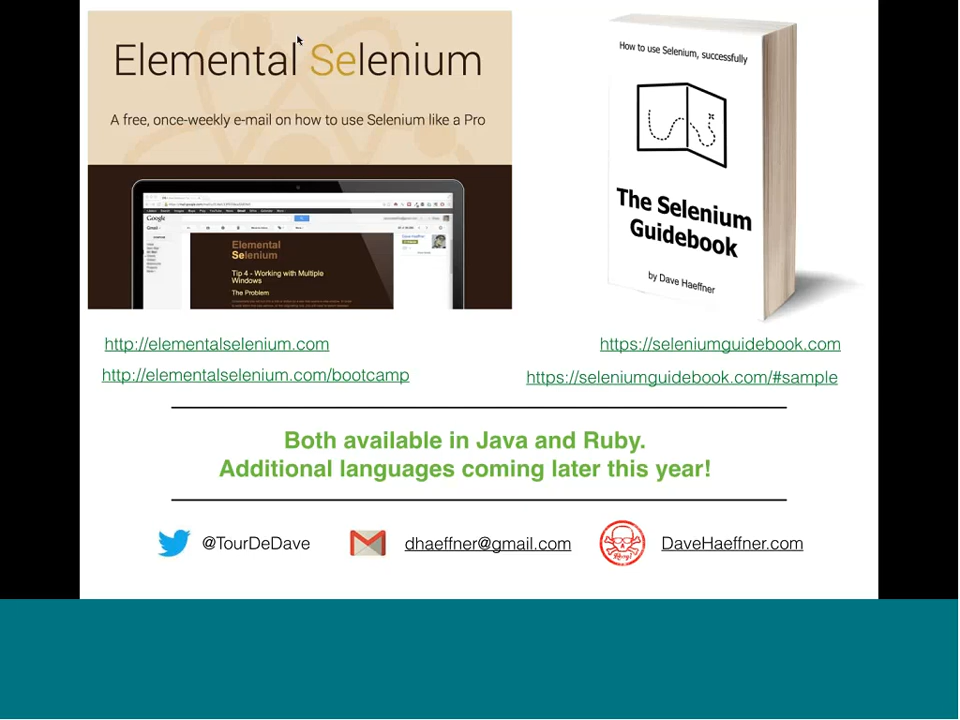 Elemental Selenium
A free, once-weekly e-mail on how to use Selenium like a Pro
Google
Elemental
Selenium
Tip 4 - Working with Multiple
Windows
The Problem
How to use Selenium, successfully
The Selenium
Guidebook
by Dave Haeffner
http://elementalselenium.com
http://elementalselenium.com/bootcamp
https://seleniumguidebook.com
https://seleniumguidebook.com/#sample
Both available in Java and Ruby.
Additional languages coming later this year!
@TourDeDave
dhaeffner@gmail.com
DaveHaeffner.com